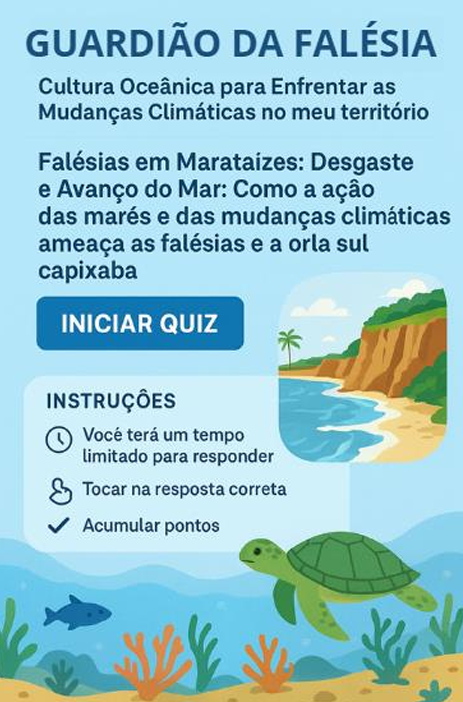 GUARDIÃO DA FALÉSIA
Cultura Oceânica para Enfrentar as
Mudanças Climáticas no meu território
Falésias em Marataízes: Desgaste
e Avanço do Mar: Como a açâo
das marés e das mudanças climáticas
ameaça as falésias e a orla sul
capixaba
INICIAR QUIZ
INSTRUÇÔES
Você terá um tempo
limitado para responder
Tocar na resposta correta
Acumular pontos